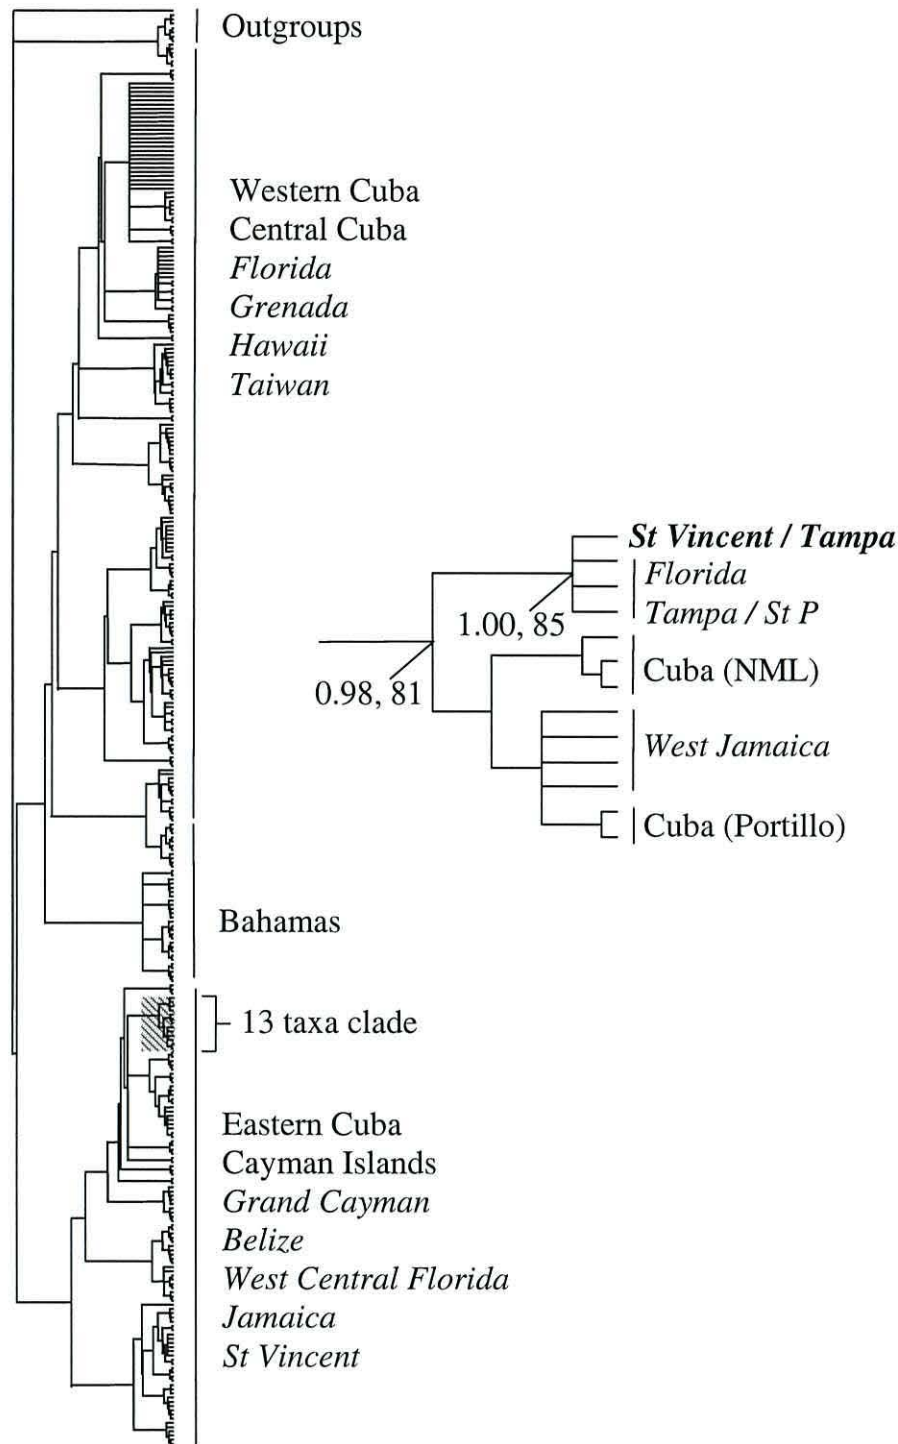 Outgroups
Western Cuba
Central Cuba
Florida
Grenada
Hawaii
Taiwan
St Vincent / Tampa
Florida
Tampa / St P
1.00, 85
Cuba (NML)
0.98, 81
West Jamaica
Cuba (Portillo)
Bahamas
13 taxa clade
Eastern Cuba
Cayman Islands
Grand Cayman
Belize
West Central Florida
Jamaica
St Vincent